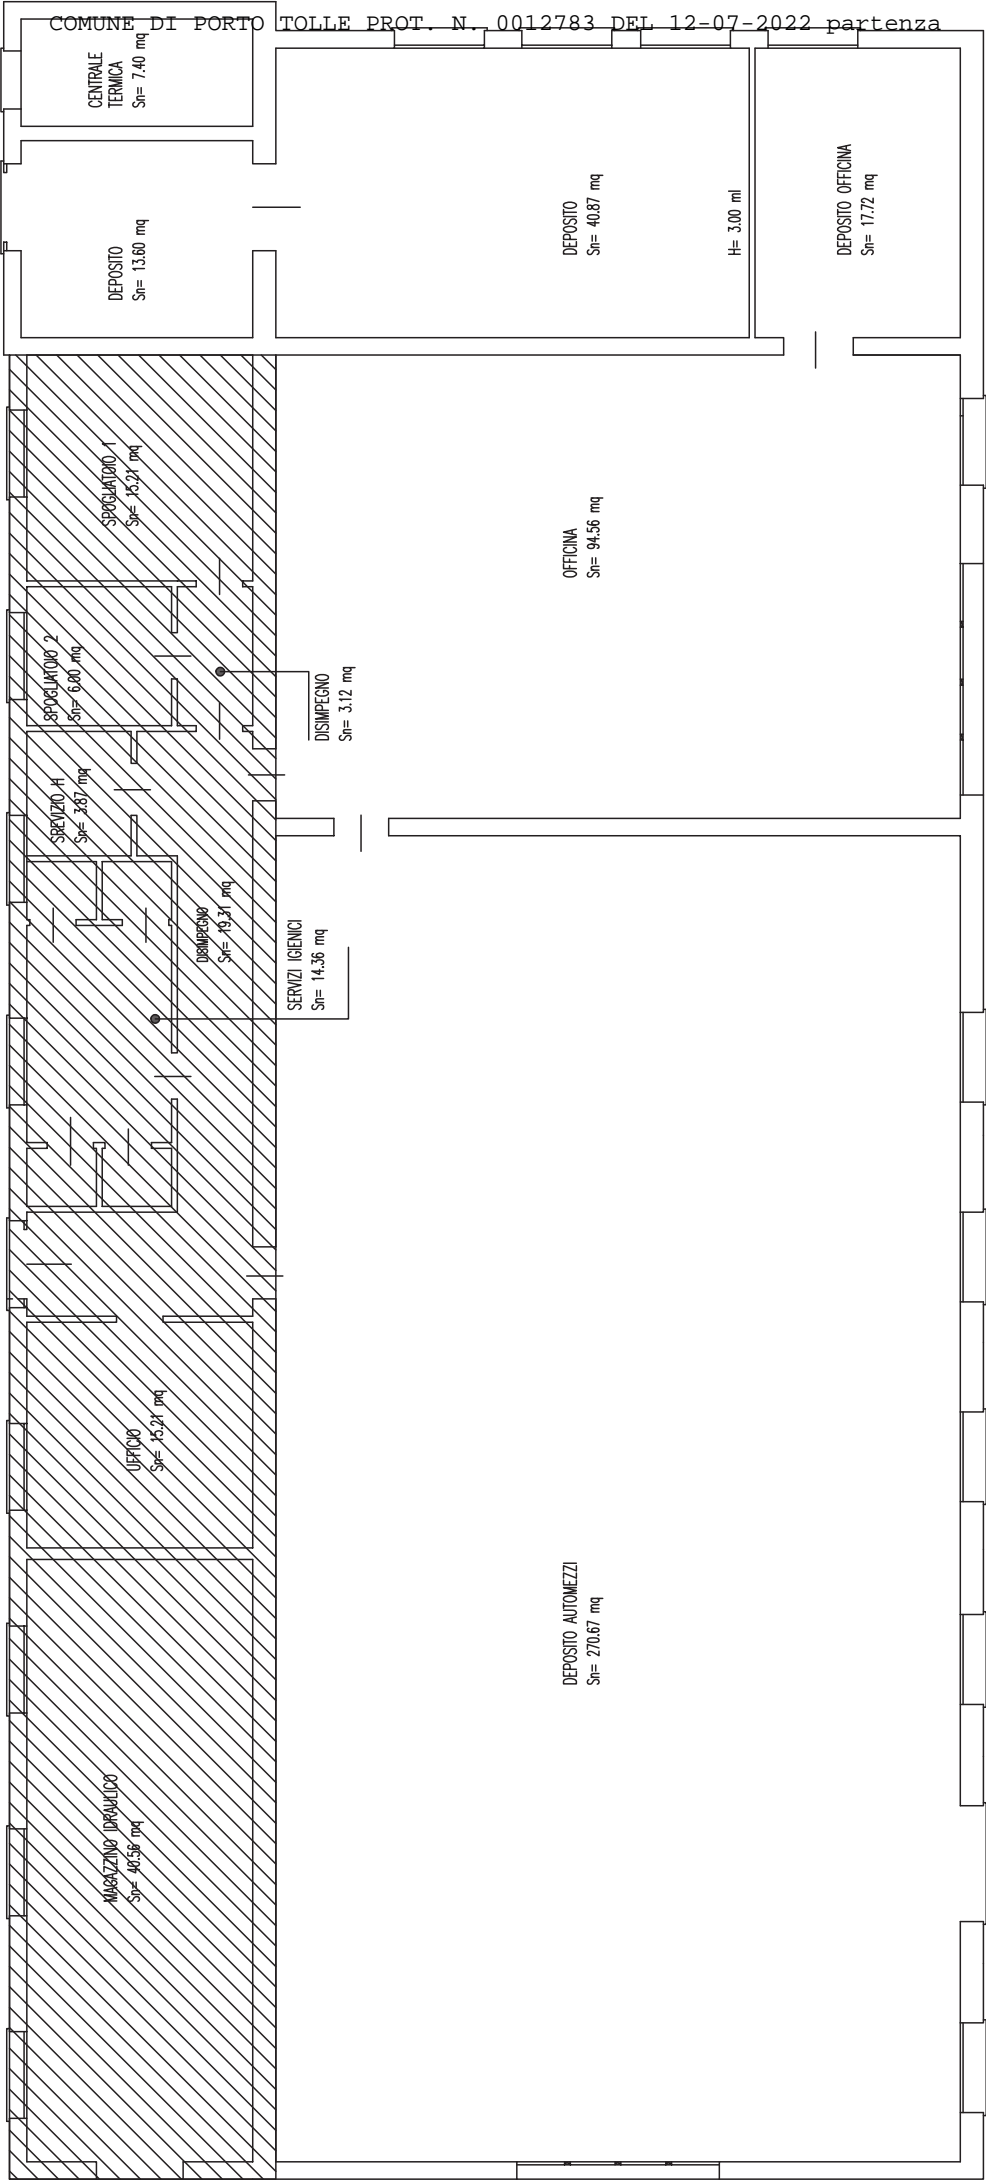 COMUNE DI PORTO TOLLE PROT. N. 0012783 DEL 12-07-2022 partenza
CENTRALE
TERMICA
Sn= 7.40 mq
DEPOSITO
Sn= 13.60 mq
DEPOSITO
Sn= 40.87 mq
H= 3.00 ml
DEPOSITO OFFICINA
Sn= 17.72 mq
SPOGLIATOIO 1
Sn= 15.21 mq
OFFICINA
Sn= 94.56 mq
SPOGLIATOIO 2
Sn= 6.00 mq
DISIMPEGNO
Sn= 3.12 mq
SREVIZIO H
Sn= 3.87 mq
DISIMPEGNO
Sn= 19.31 mq
SERVIZI IGIENICI
Sn= 14.36 mq
UFFICIO
Sn= 15.21 mq
DEPOSITO AUTOMEZZI
Sn= 270.67 mq
MAGAZZINO IDRAULICO
Sn= 40.56 mq